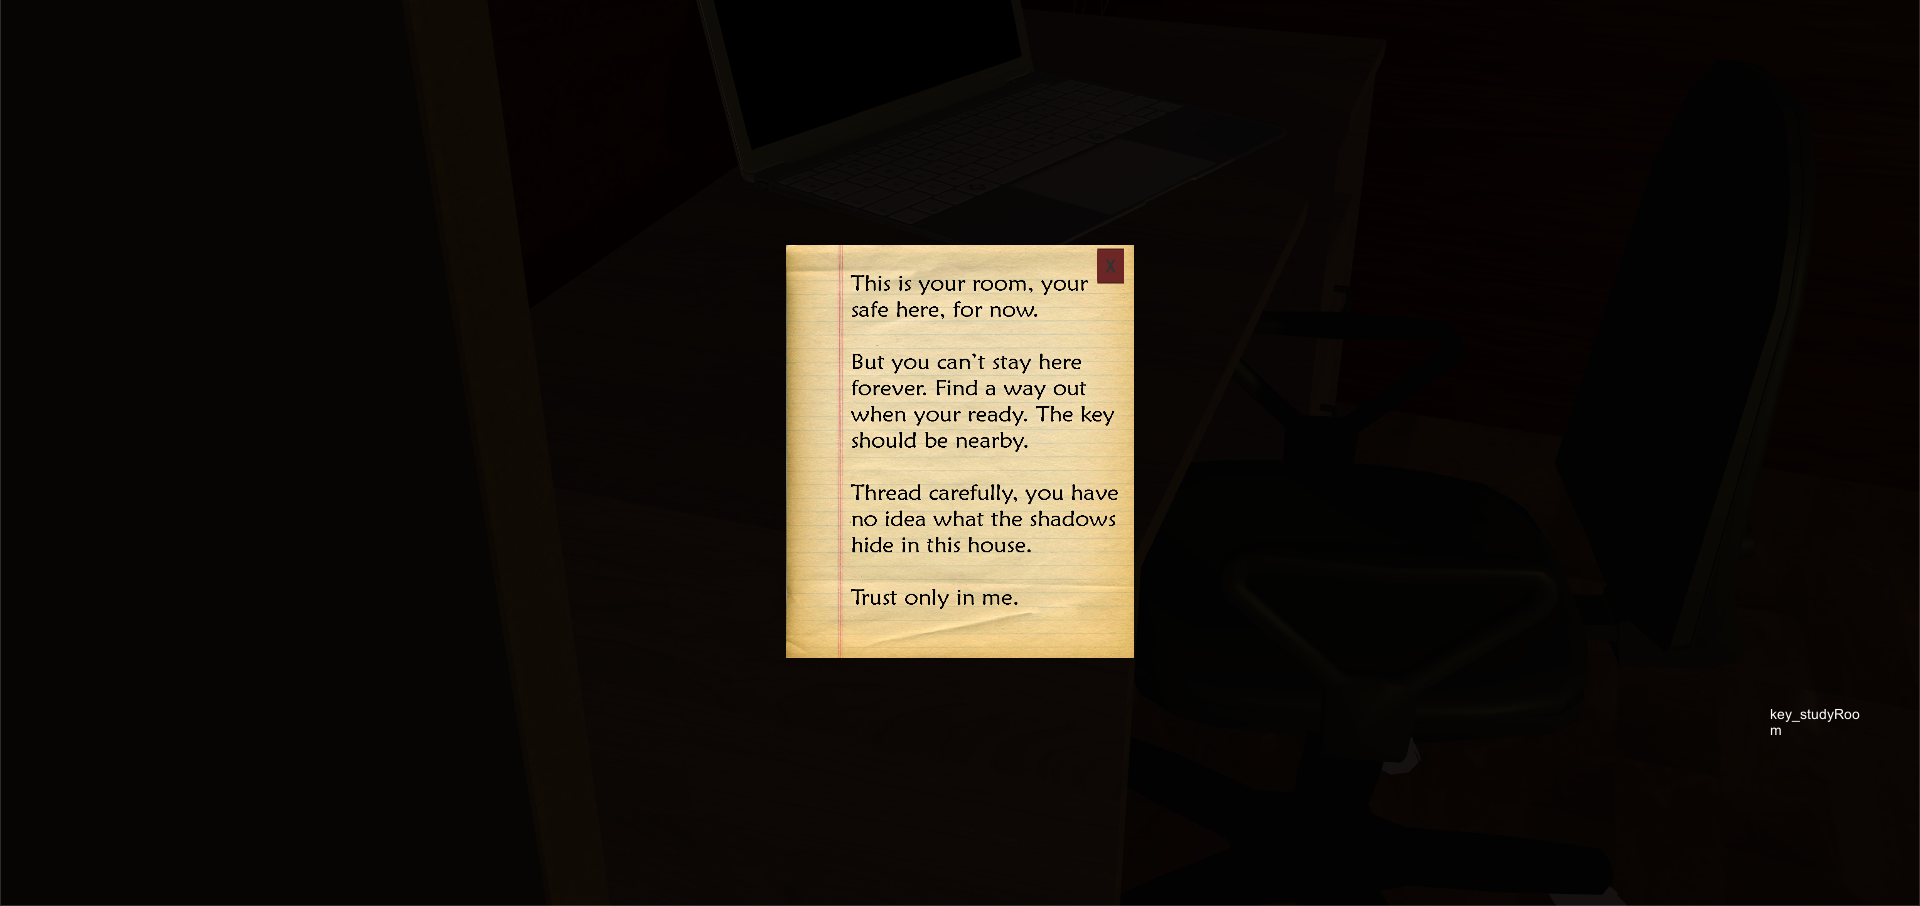 X
This is your room, your
safe here, for now.
But you can't stay here
forever. Find a way out
when your ready. The key
should be nearby.
Thread carefully, you have
no idea what the shadows
hide in this house.
Trust only in me.
key_studyRoo
m